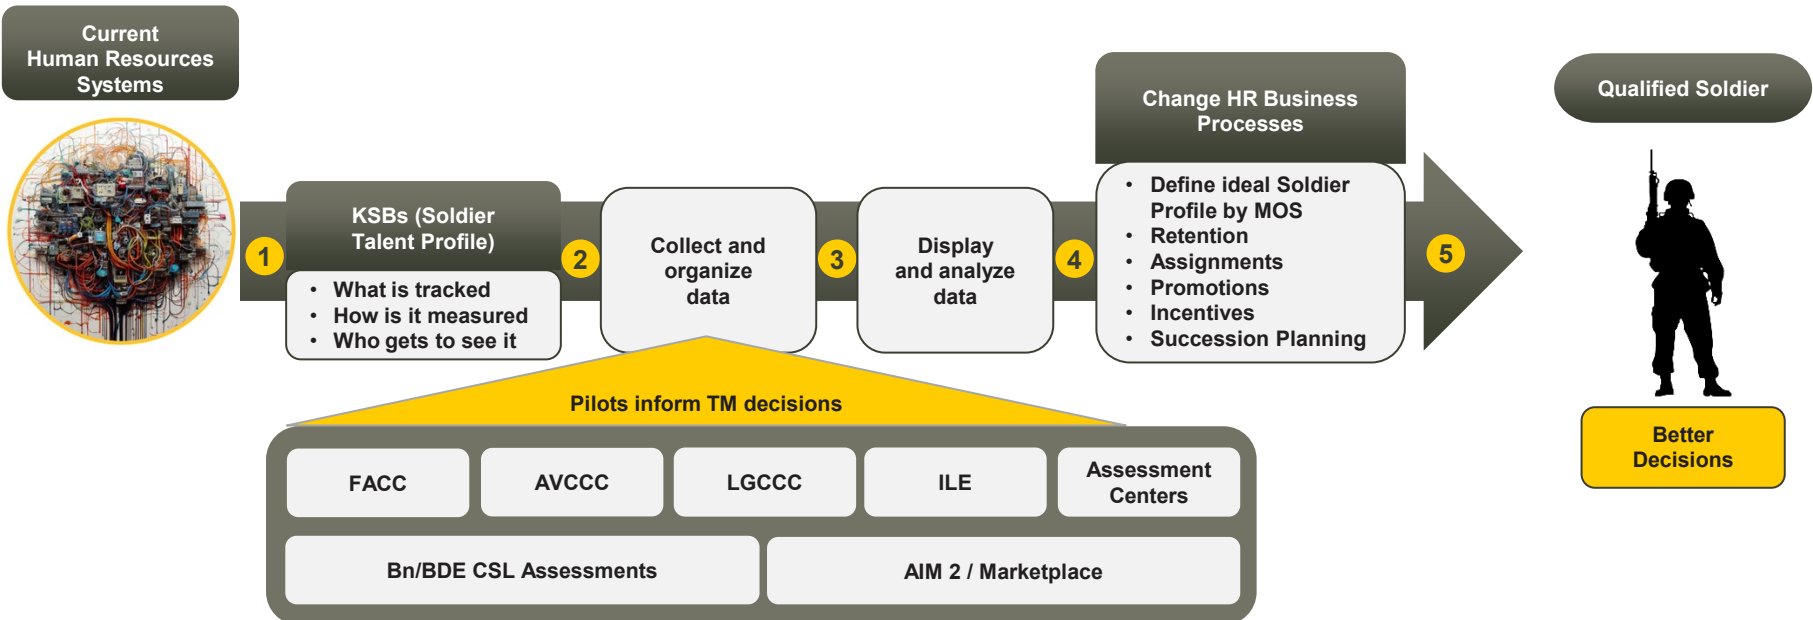 Current
Human Resources
Systems
1
KSBs (Soldier
Talent Profile)
• What is tracked
• How is it measured
• Who gets to see it
2
Collect and
organize
data
3
Display
and analyze
data
4
Change HR Business
Processes
• Define ideal Soldier
Profile by MOS
• Retention
• Assignments
• Promotions
• Incentives
• Succession Planning
5
Qualified Soldier
Better
Decisions
Pilots inform TM decisions
FACC
AVCCC
LGCCC
ILE
Assessment
Centers
Bn/BDE CSL Assessments
AIM 2 / Marketplace